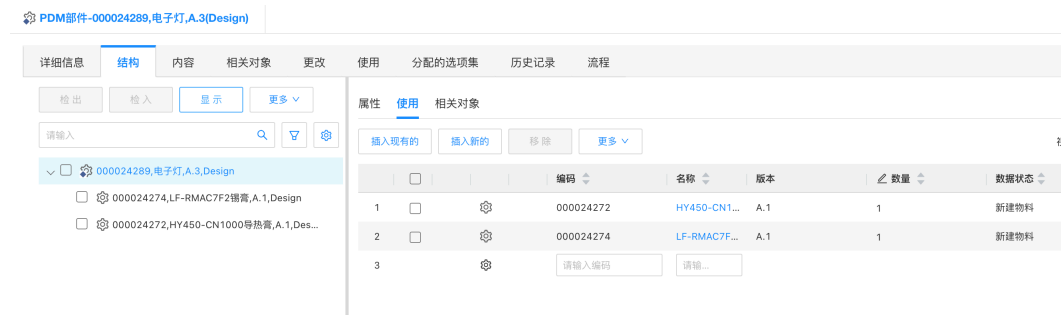 PDM部件-000024289,电子灯,A.3(Design)
详细信息 结构 内容 相关对象 更改 使用 分配的选项集 历史记录 流程
检出 检入 显示 更多
属性 使用 相关对象
请输入
插入现有的 插入新的 移除 更多
000024289,电子灯,A.3,Design
000024274,LF-RMAC7F2锡膏,A.1,Design
000024272,HY450-CN1000导热膏,A.1,Des...
编码 名称 版本 数量 数据状态
1 000024272 HY450-CN1... A.1 1 新建物料
2 000024274 LF-RMAC7F... A.1 1 新建物料
3 请输入编码 请输...